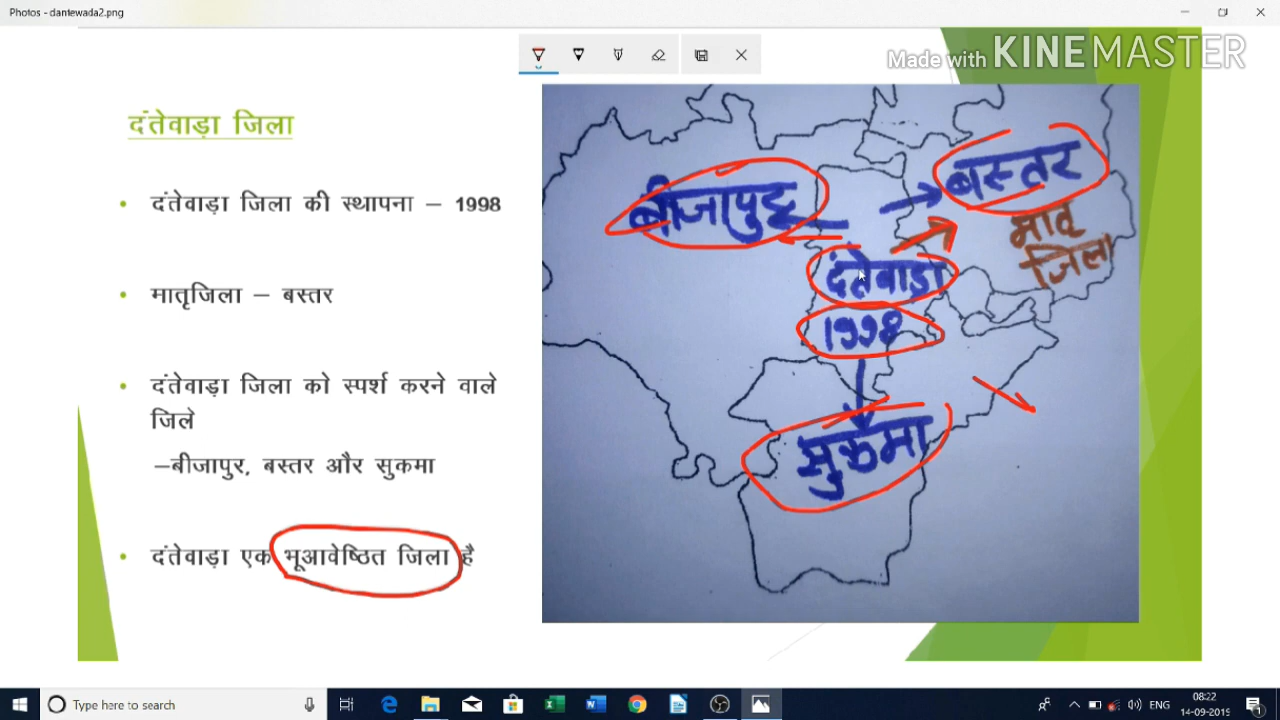 Photos - dantewada2.png
Made with KINEMASTER
दंतेवाड़ा जिला
• दंतेवाड़ा जिला की स्थापना – 1998
• मातृजिला – बस्तर
• दंतेवाड़ा जिला को स्पर्श करने वाले
जिले
–बीजापुर, बस्तर और सुकमा
• दंतेवाड़ा एक भूआवेष्ठित जिला है
बस्तर
बीजापुर
मातृ
जिला
दंतेवाड़ा
1998
सुकमा
Type here to search
ENG
08:22
14-09-2019